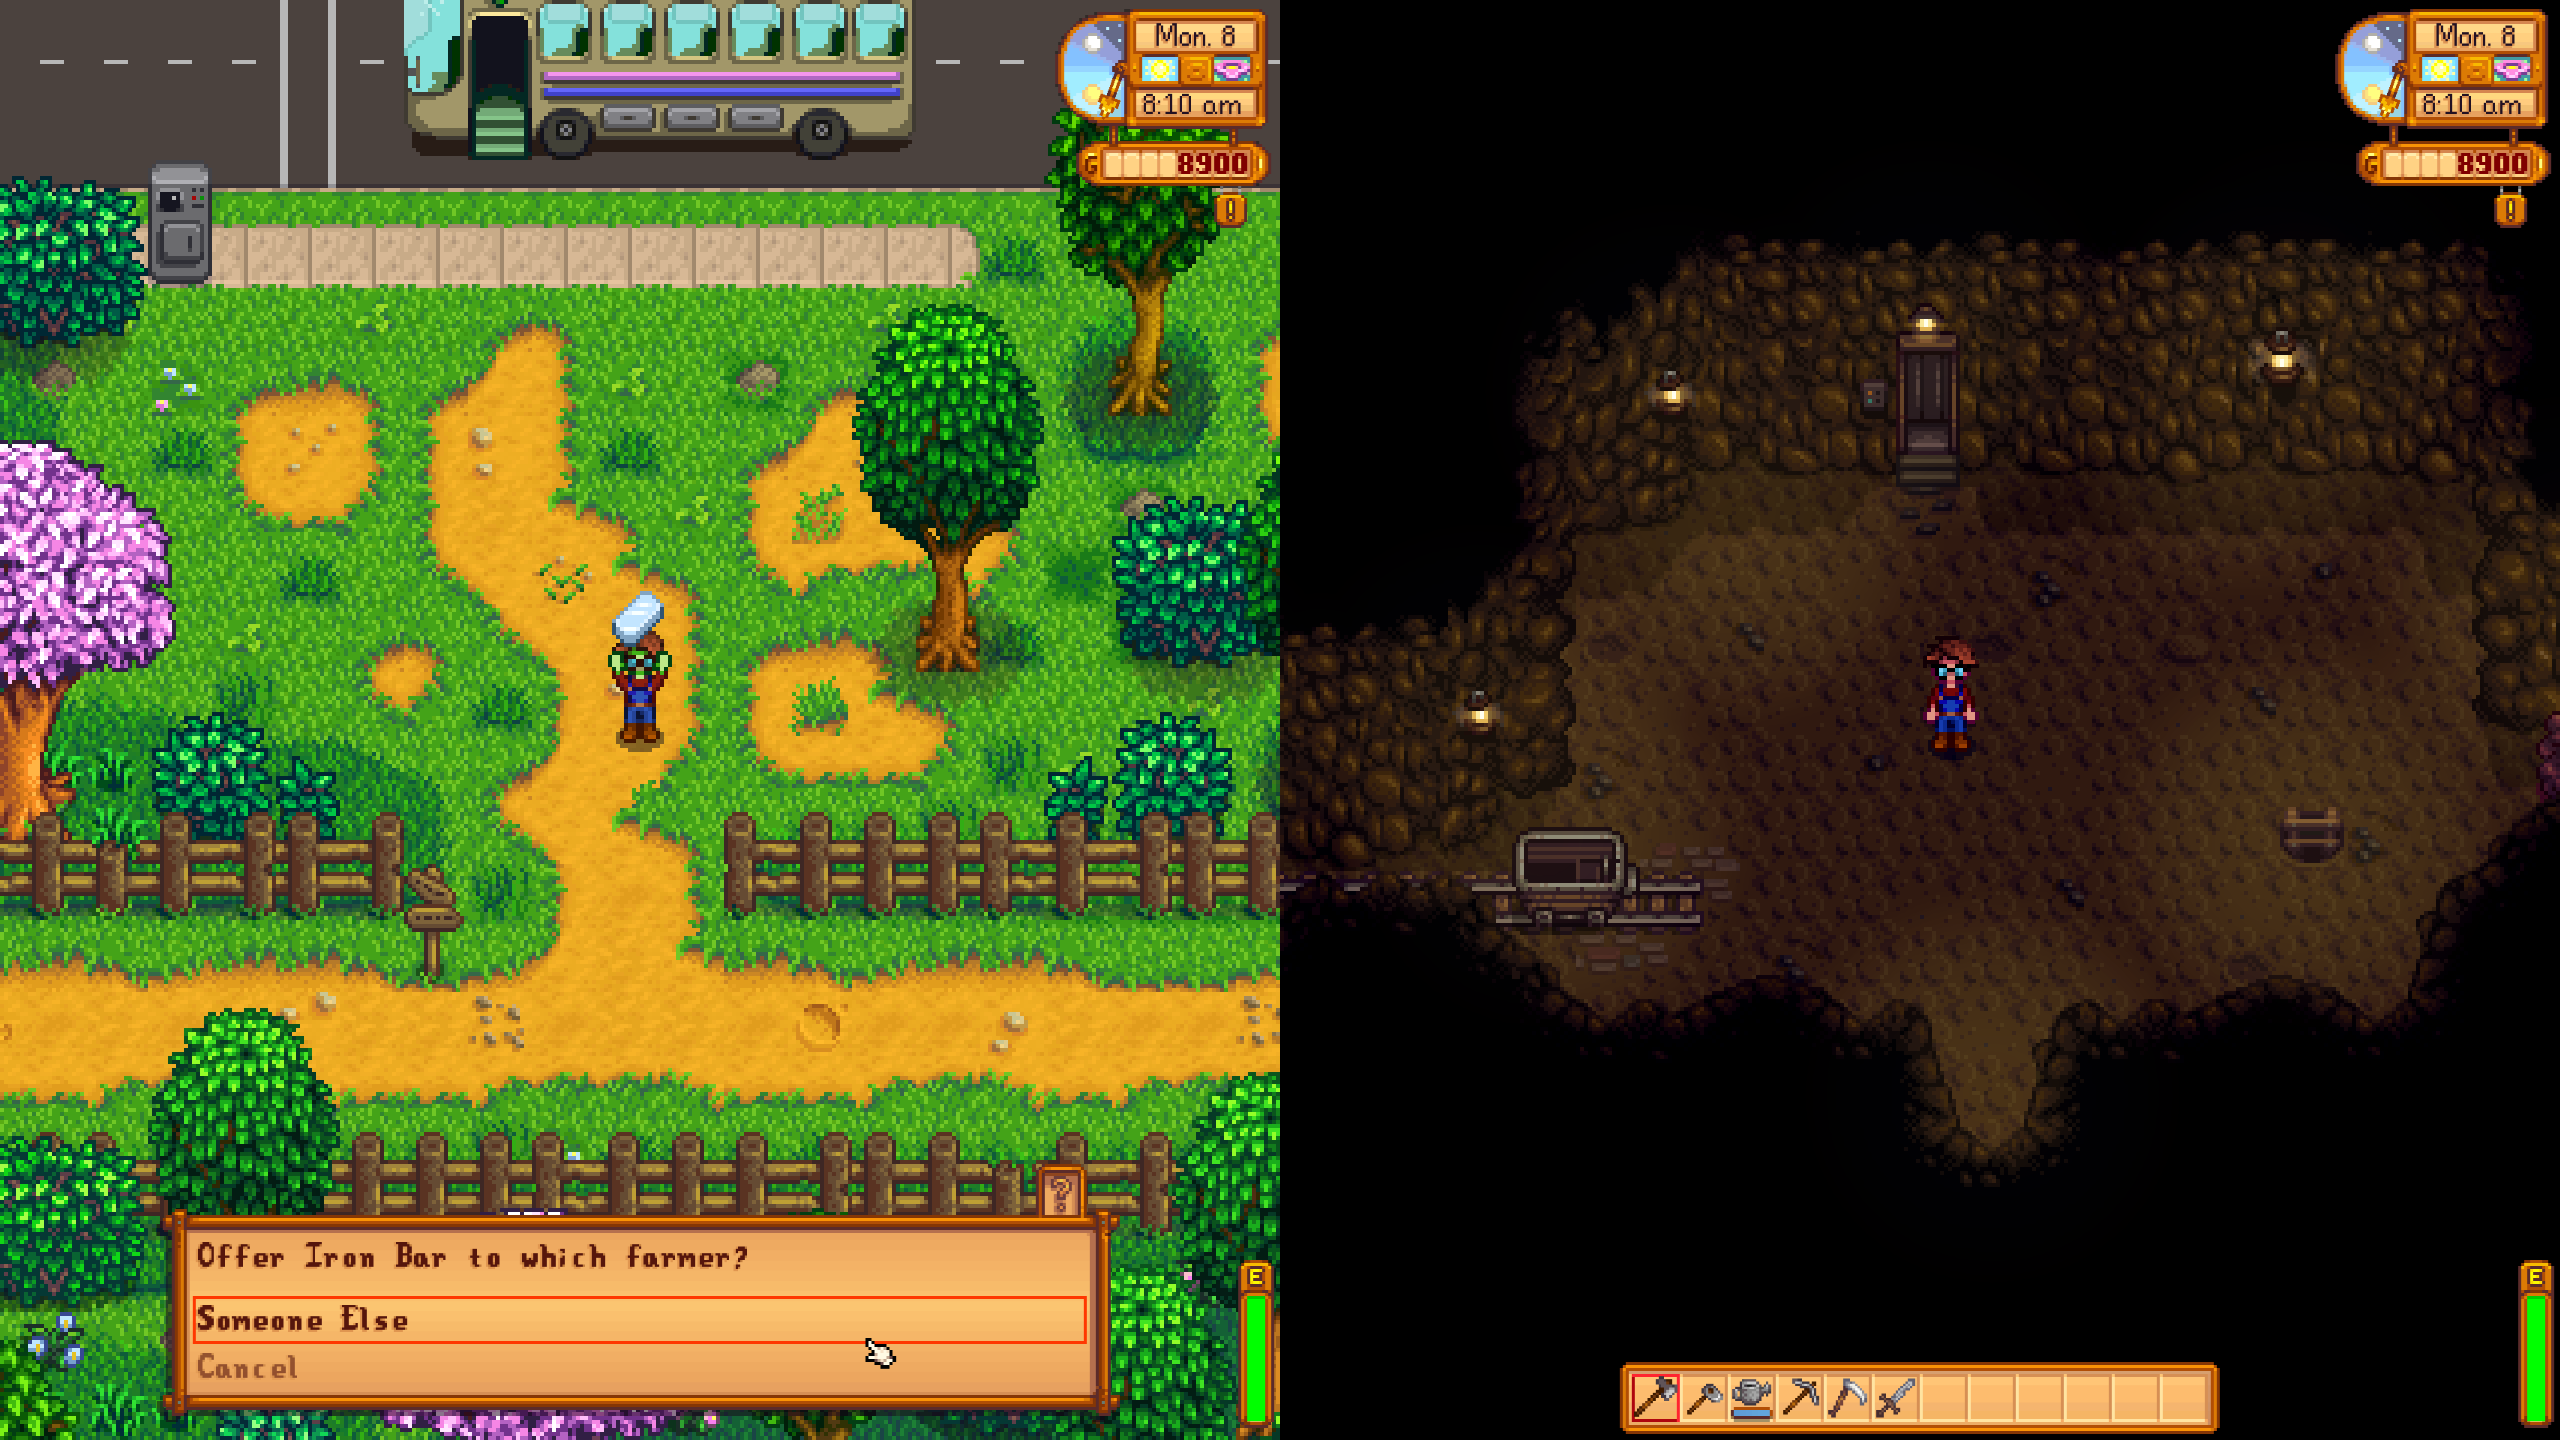 Mon. 8
8:10 am
G 8900
!
Offer Iron Bar to which farmer?
Someone Else
Cancel
?
E
Mon. 8
8:10 am
G 8900
!
E